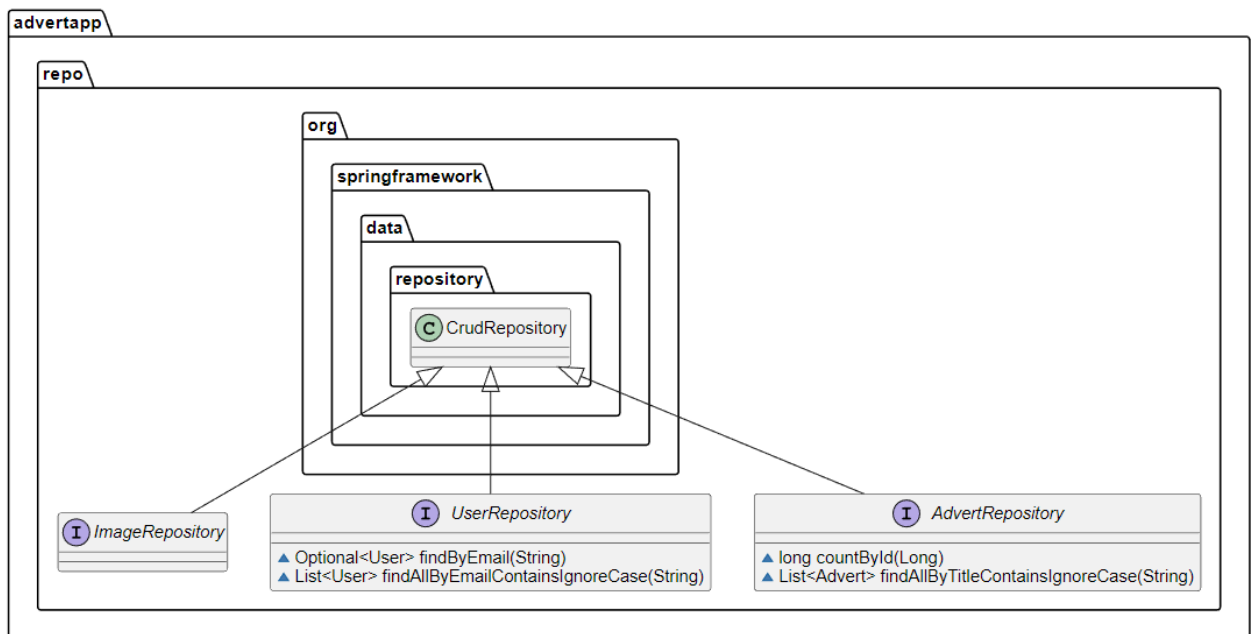 advertapp
repo
org
springframework
data
repository
C CrudRepository
I ImageRepository
I UserRepository
Optional<User> findByEmail(String)
List<User> findAllByEmailContainsIgnoreCase(String)
I AdvertRepository
long countById(Long)
List<Advert> findAllByTitleContainsIgnoreCase(String)